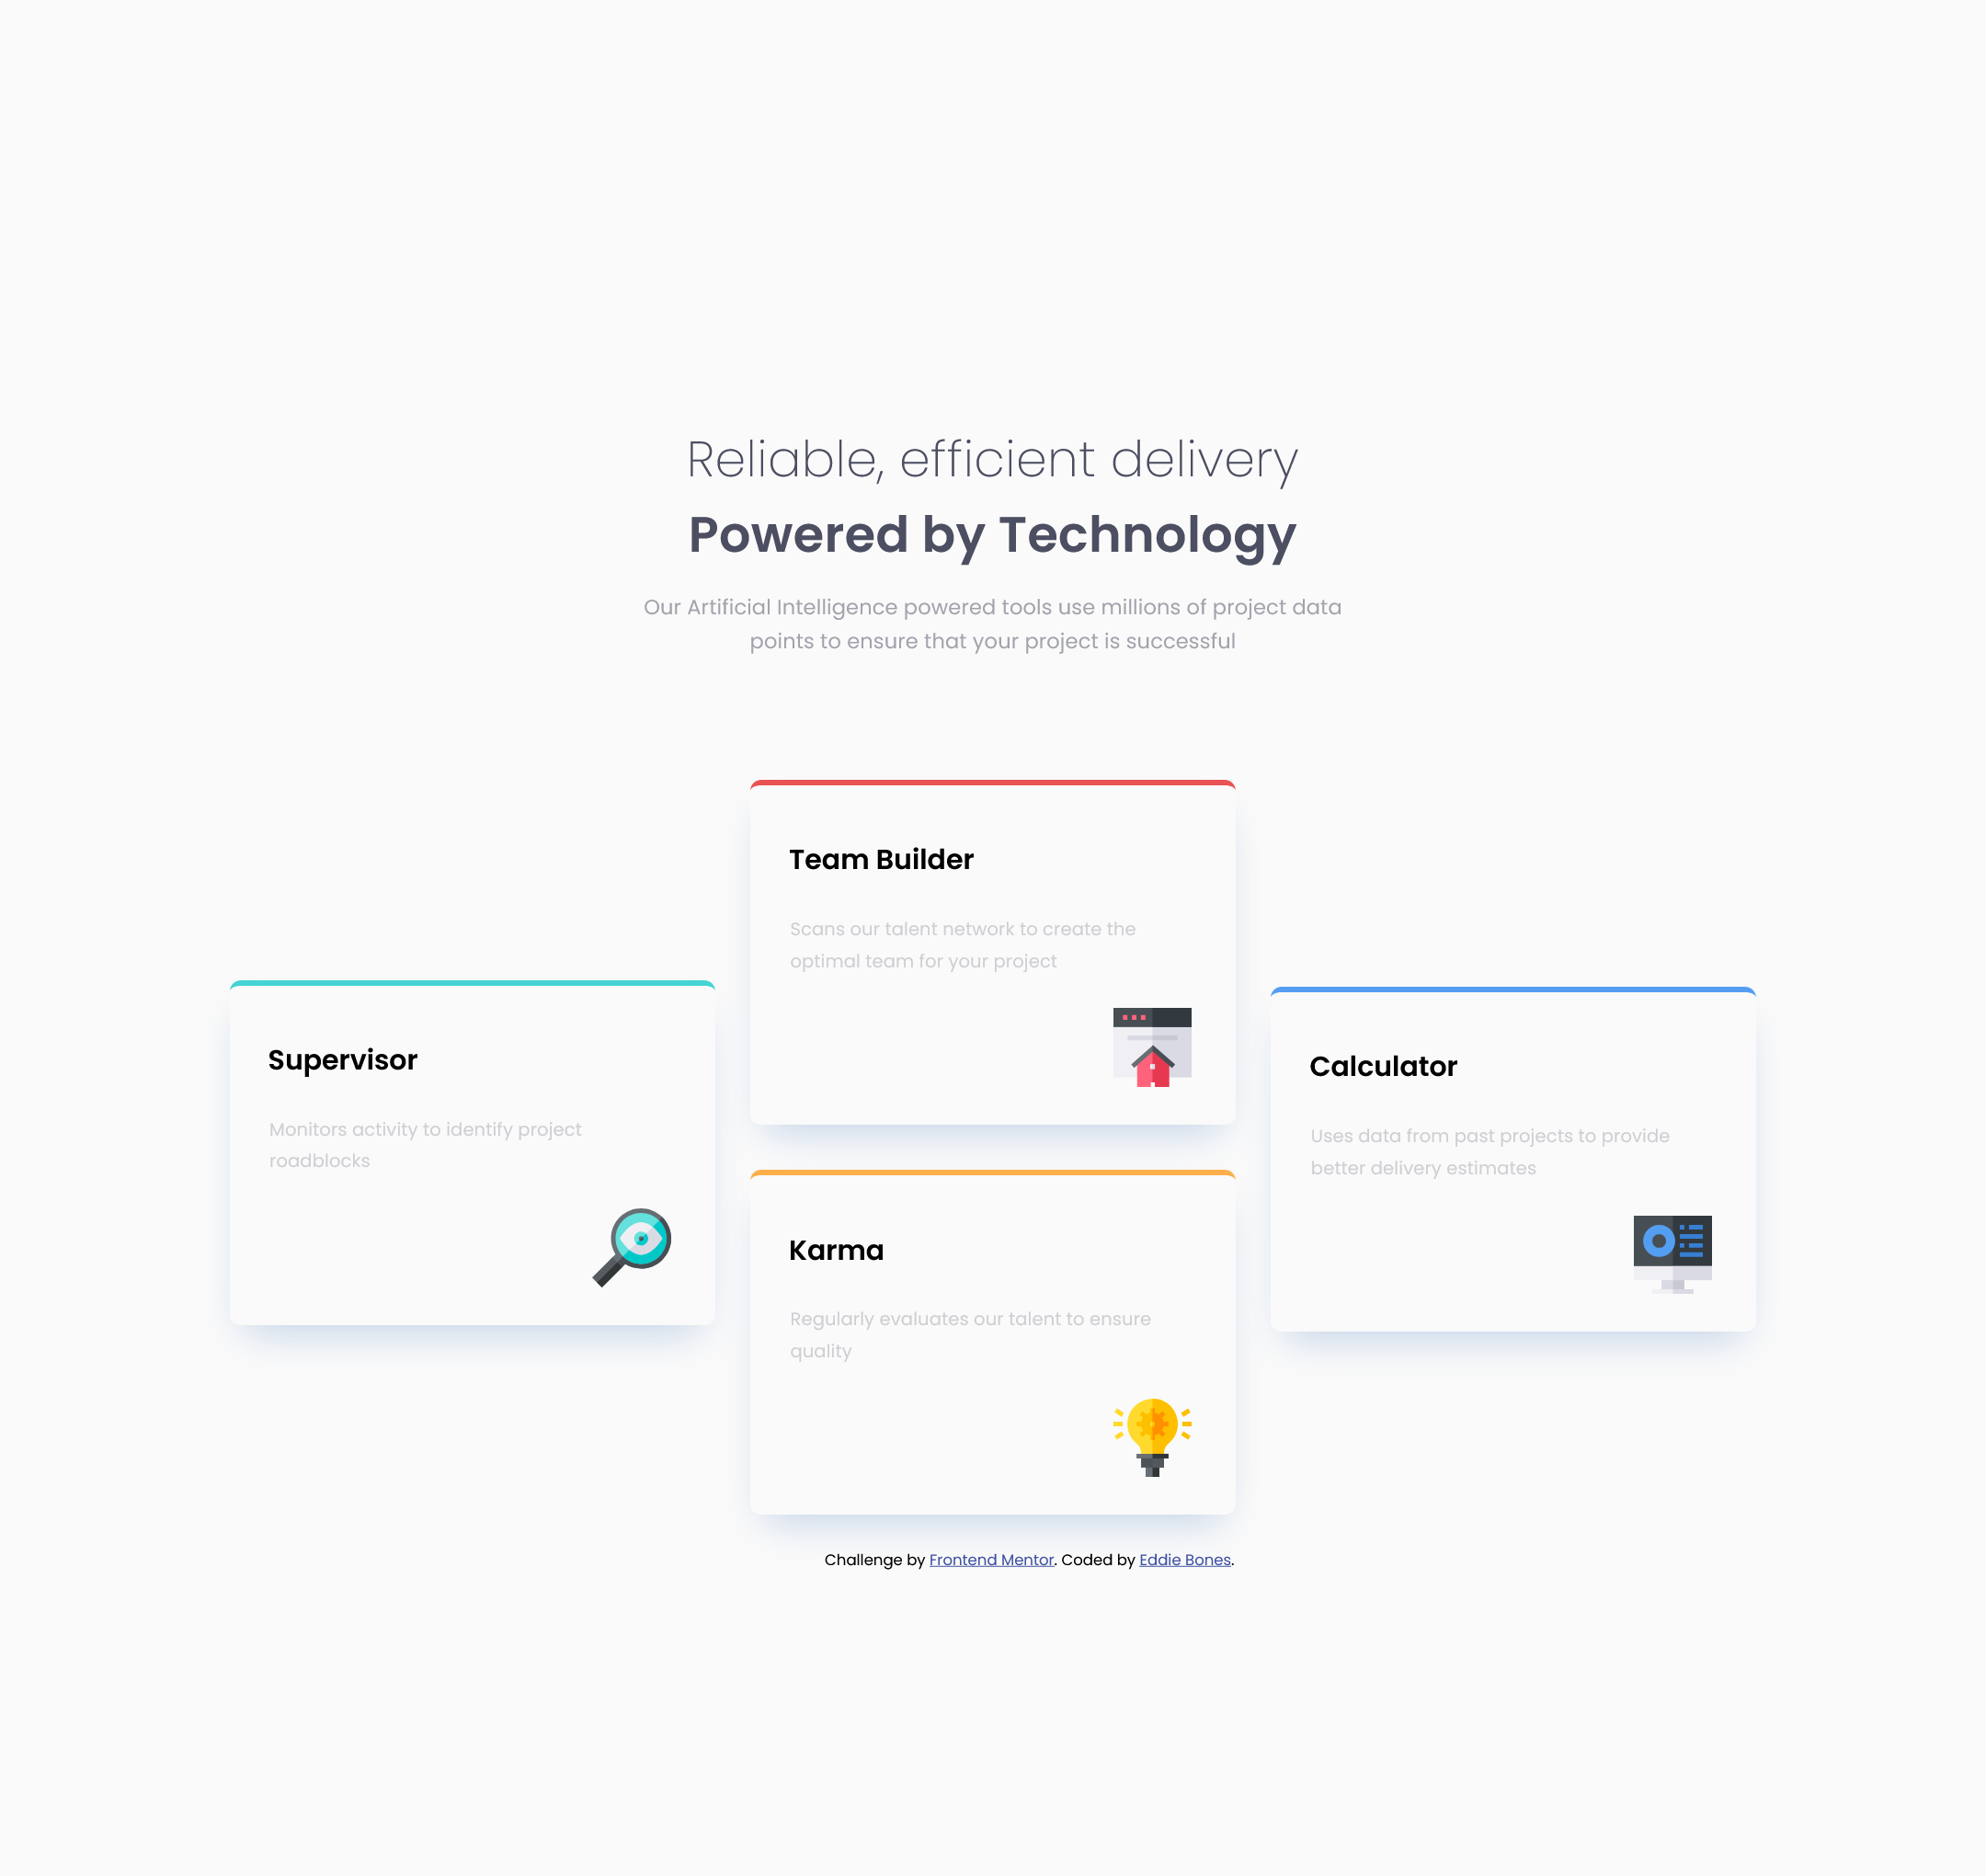 Reliable, efficient delivery
Powered by Technology
Our Artificial Intelligence powered tools use millions of project data
points to ensure that your project is successful
Team Builder
Scans our talent network to create the
optimal team for your project
Supervisor
Monitors activity to identify project
roadblocks
Calculator
Uses data from past projects to provide
better delivery estimates
Karma
Regularly evaluates our talent to ensure
quality
Challenge by Frontend Mentor. Coded by Eddie Bones.